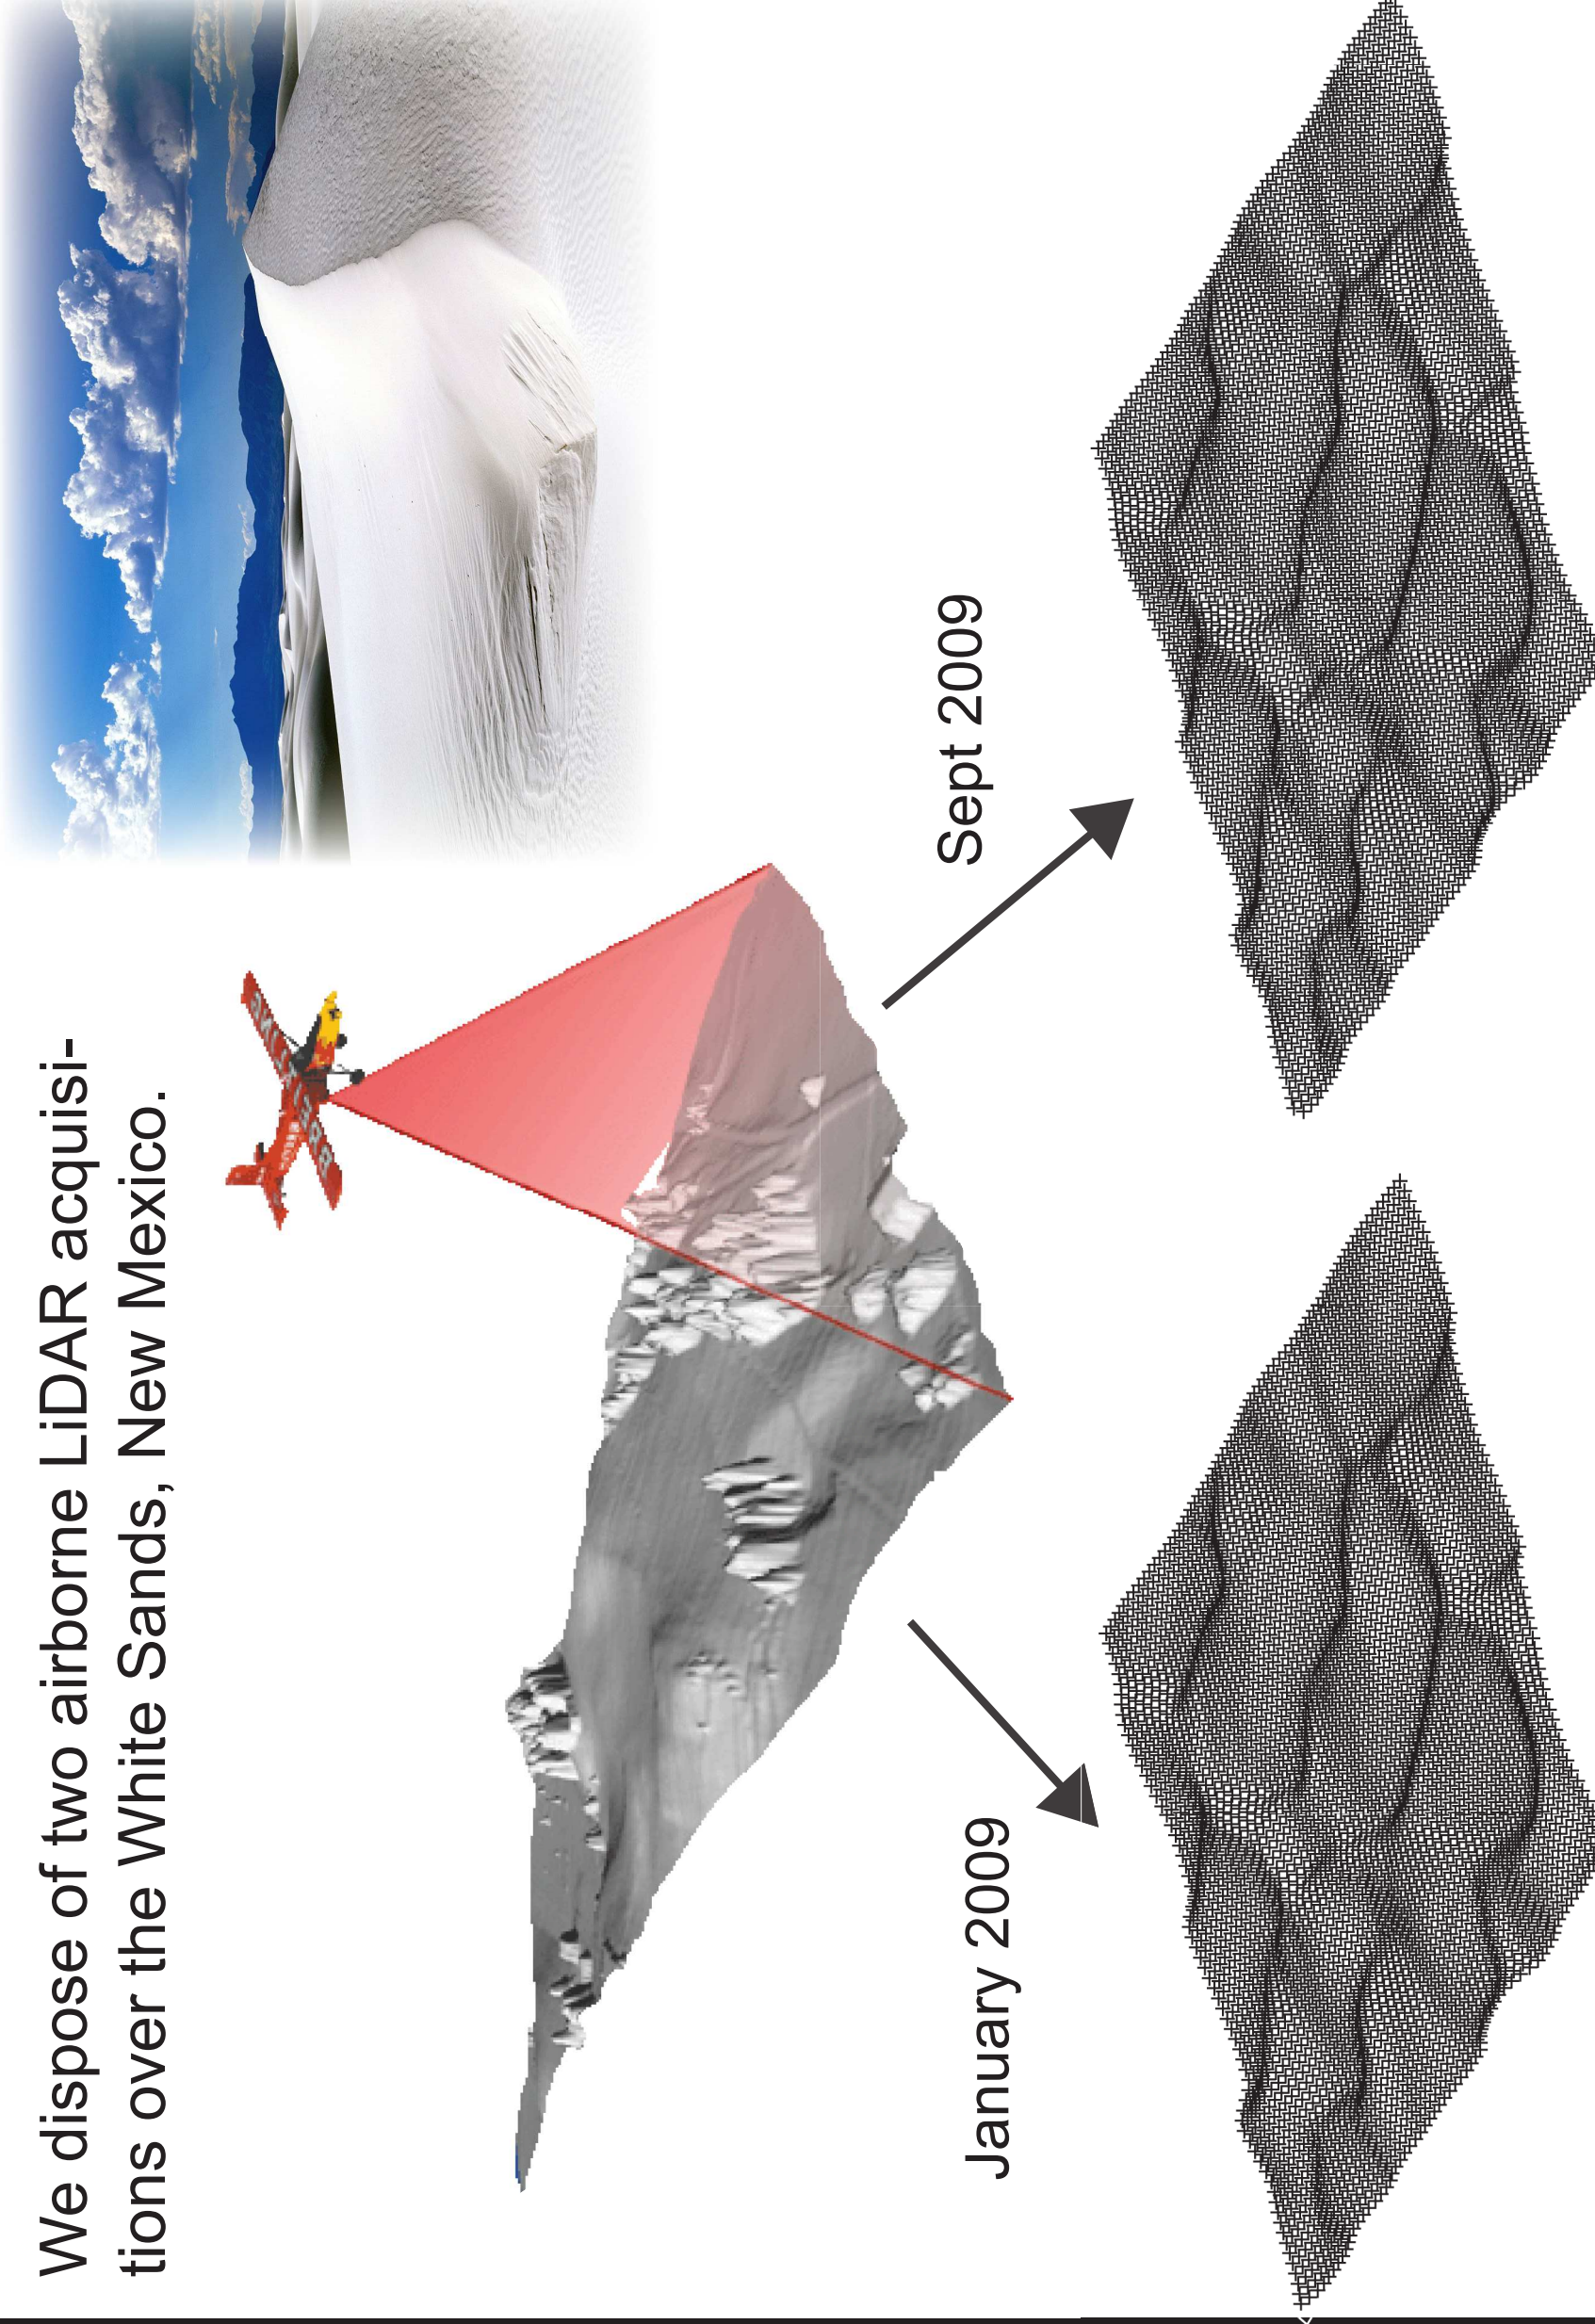 We dispose of two airborne LiDAR acquisi-
tions over the White Sands, New Mexico.
January 2009
Sept 2009